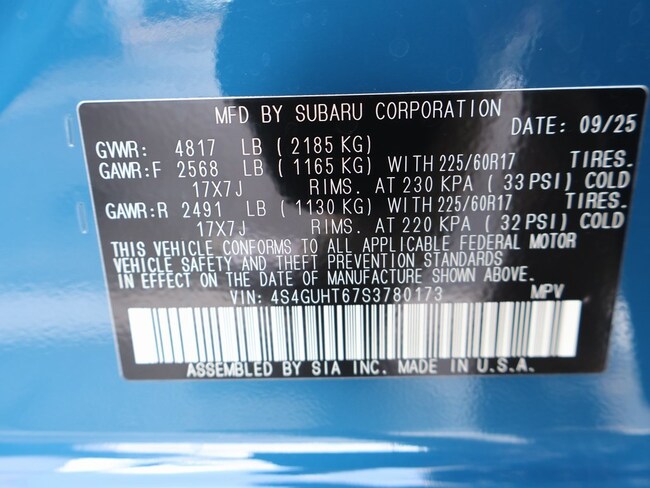 MFD BY SUBARU CORPORATION
DATE: 09/25
GVWR: 4817 LB ( 2185 KG)
GAWR:F 2568 LB ( 1165 KG) WITH 225/60R17 TIRES.
17X7J RIMS. AT 230 KPA ( 33 PSI) COLD
GAWR:R 2491 LB ( 1130 KG) WITH 225/60R17 TIRES.
17X7J RIMS. AT 220 KPA ( 32 PSI) COLD
THIS VEHICLE CONFORMS TO ALL APPLICABLE FEDERAL MOTOR
VEHICLE SAFETY AND THEFT PREVENTION STANDARDS
IN EFFECT ON THE DATE OF MANUFACTURE SHOWN ABOVE.
VIN: 4S4GUHT67S3780173 MPV
ASSEMBLED BY SIA INC. MADE IN U.S.A.